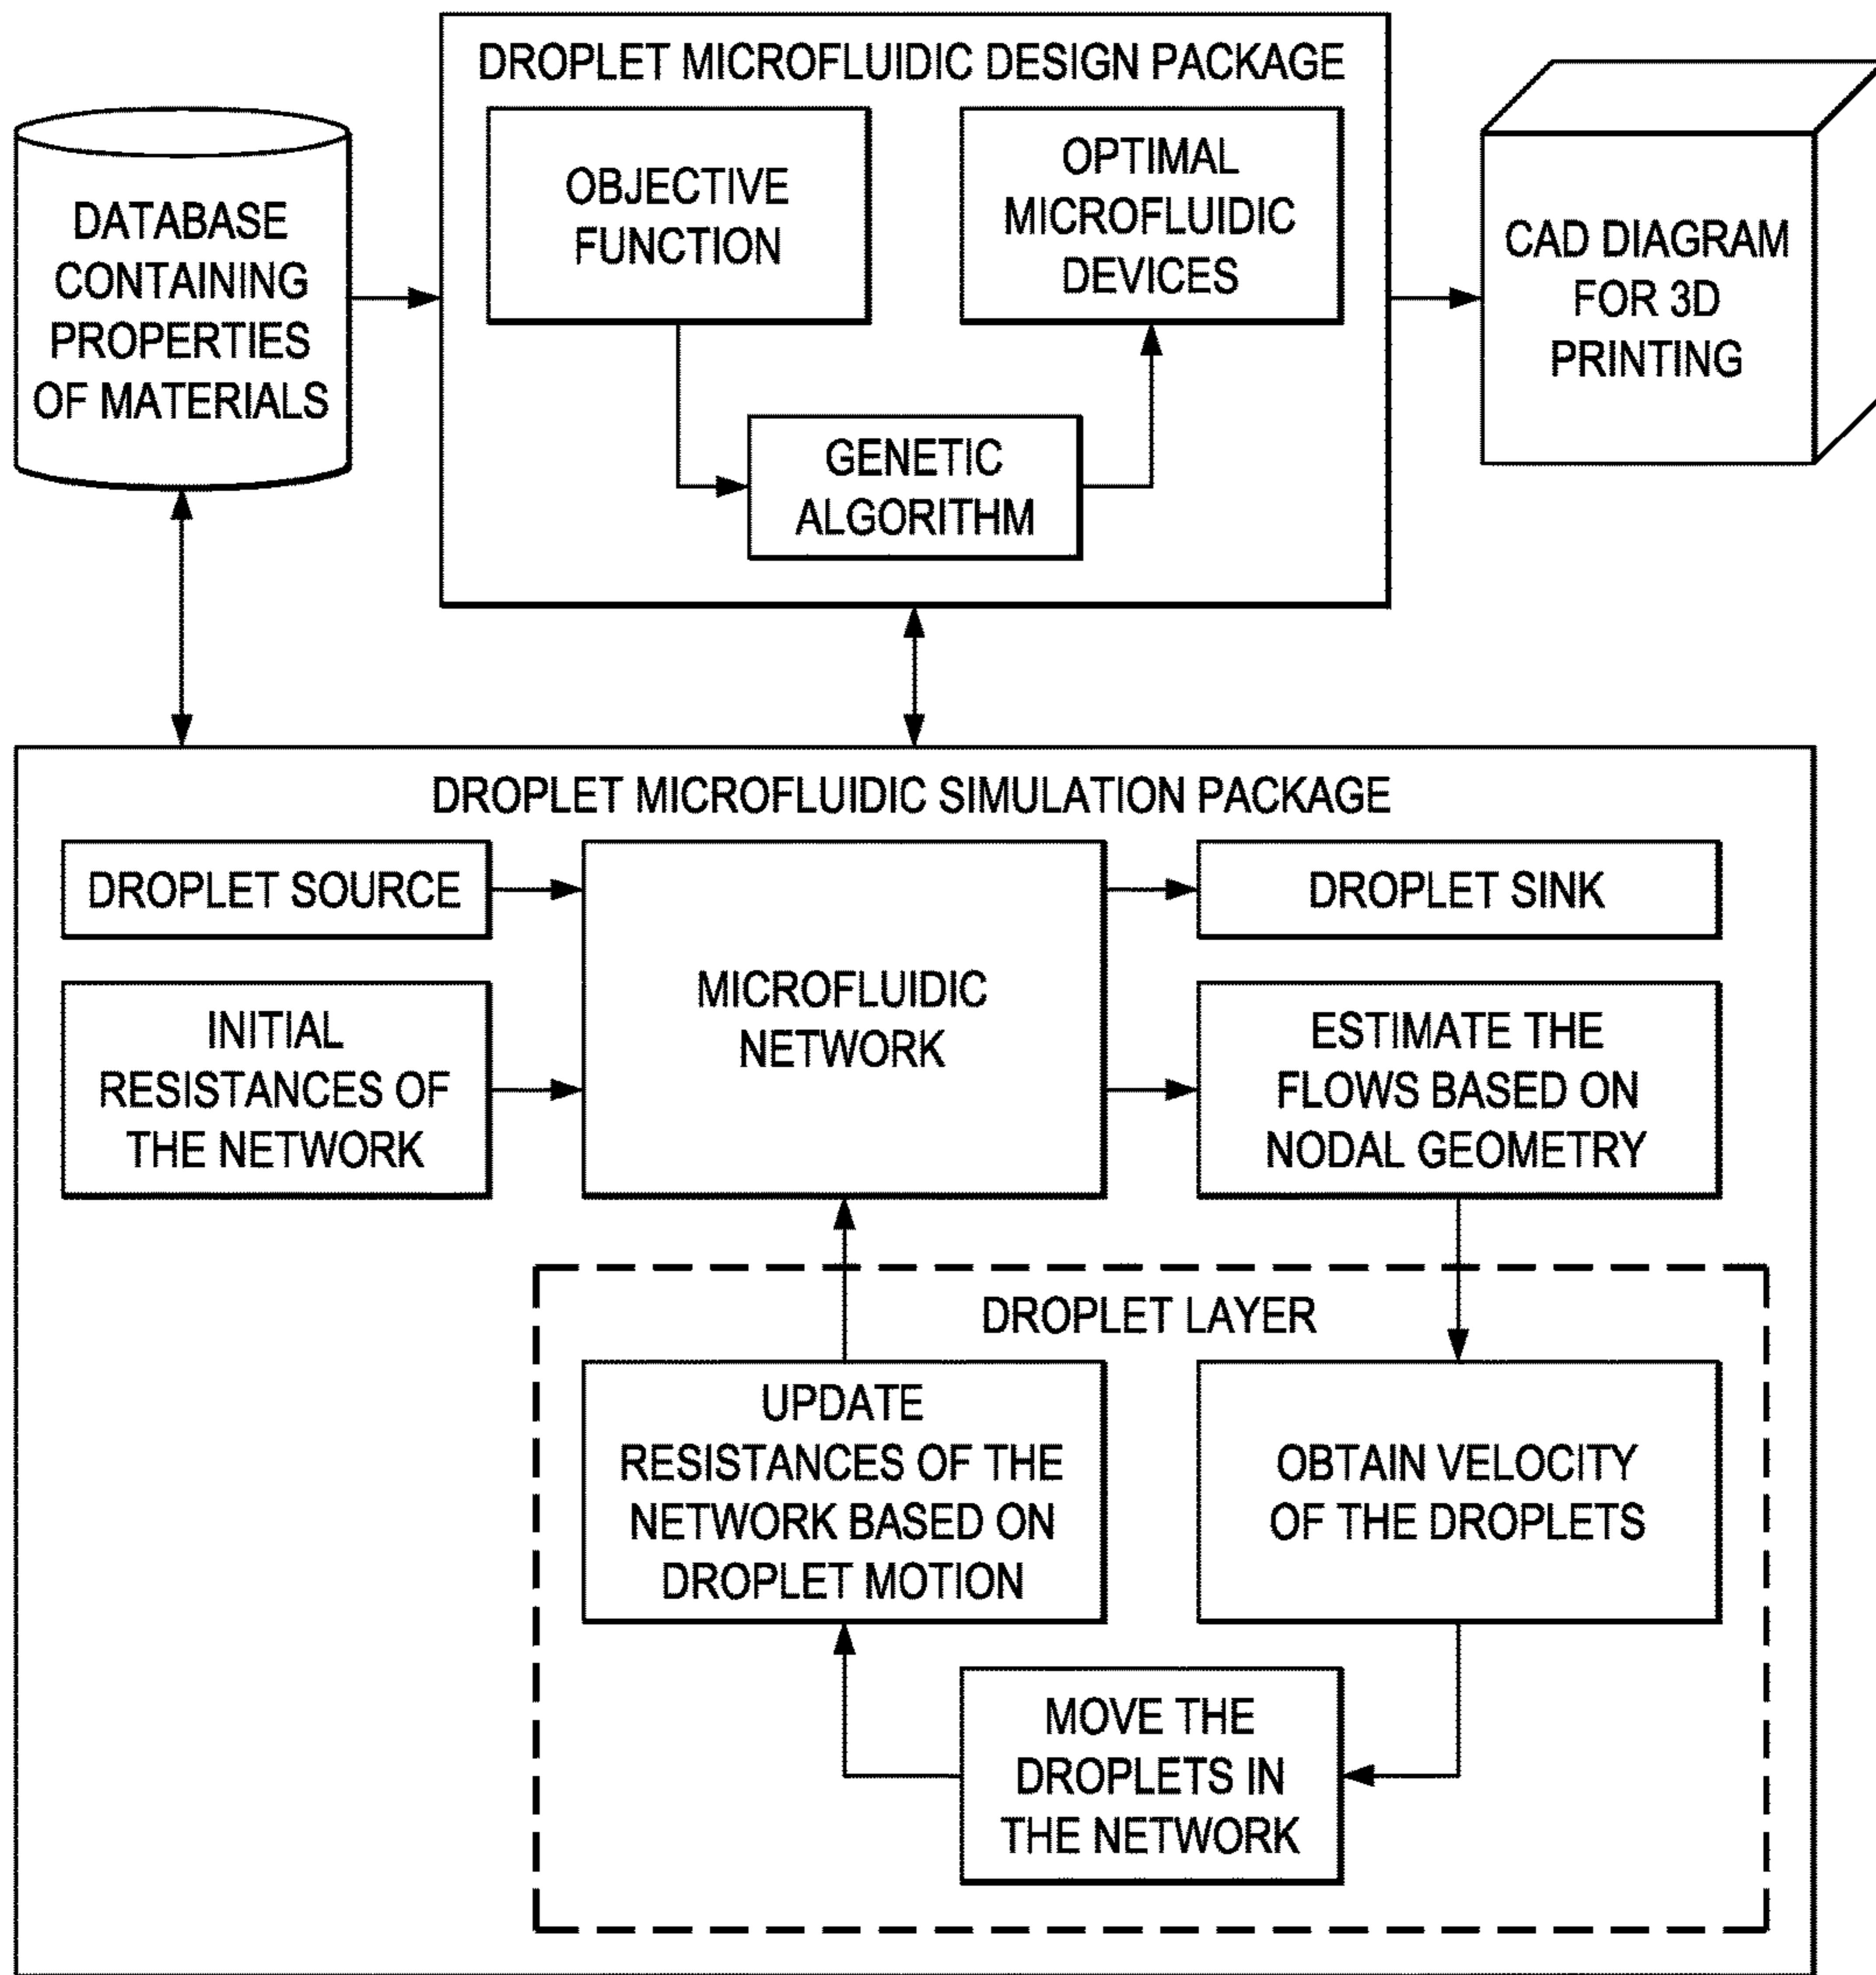 DROPLET MICROFLUIDIC DESIGN PACKAGE
DATABASE
CONTAINING
PROPERTIES
OF MATERIALS
OBJECTIVE
FUNCTION
OPTIMAL
MICROFLUIDIC
DEVICES
GENETIC
ALGORITHM
CAD DIAGRAM
FOR 3D
PRINTING
DROPLET MICROFLUIDIC SIMULATION PACKAGE
DROPLET SOURCE
INITIAL
RESISTANCES OF
THE NETWORK
MICROFLUIDIC
NETWORK
DROPLET SINK
ESTIMATE THE
FLOWS BASED ON
NODAL GEOMETRY
DROPLET LAYER
UPDATE
RESISTANCES OF THE
NETWORK BASED ON
DROPLET MOTION
OBTAIN VELOCITY
OF THE DROPLETS
MOVE THE
DROPLETS IN
THE NETWORK